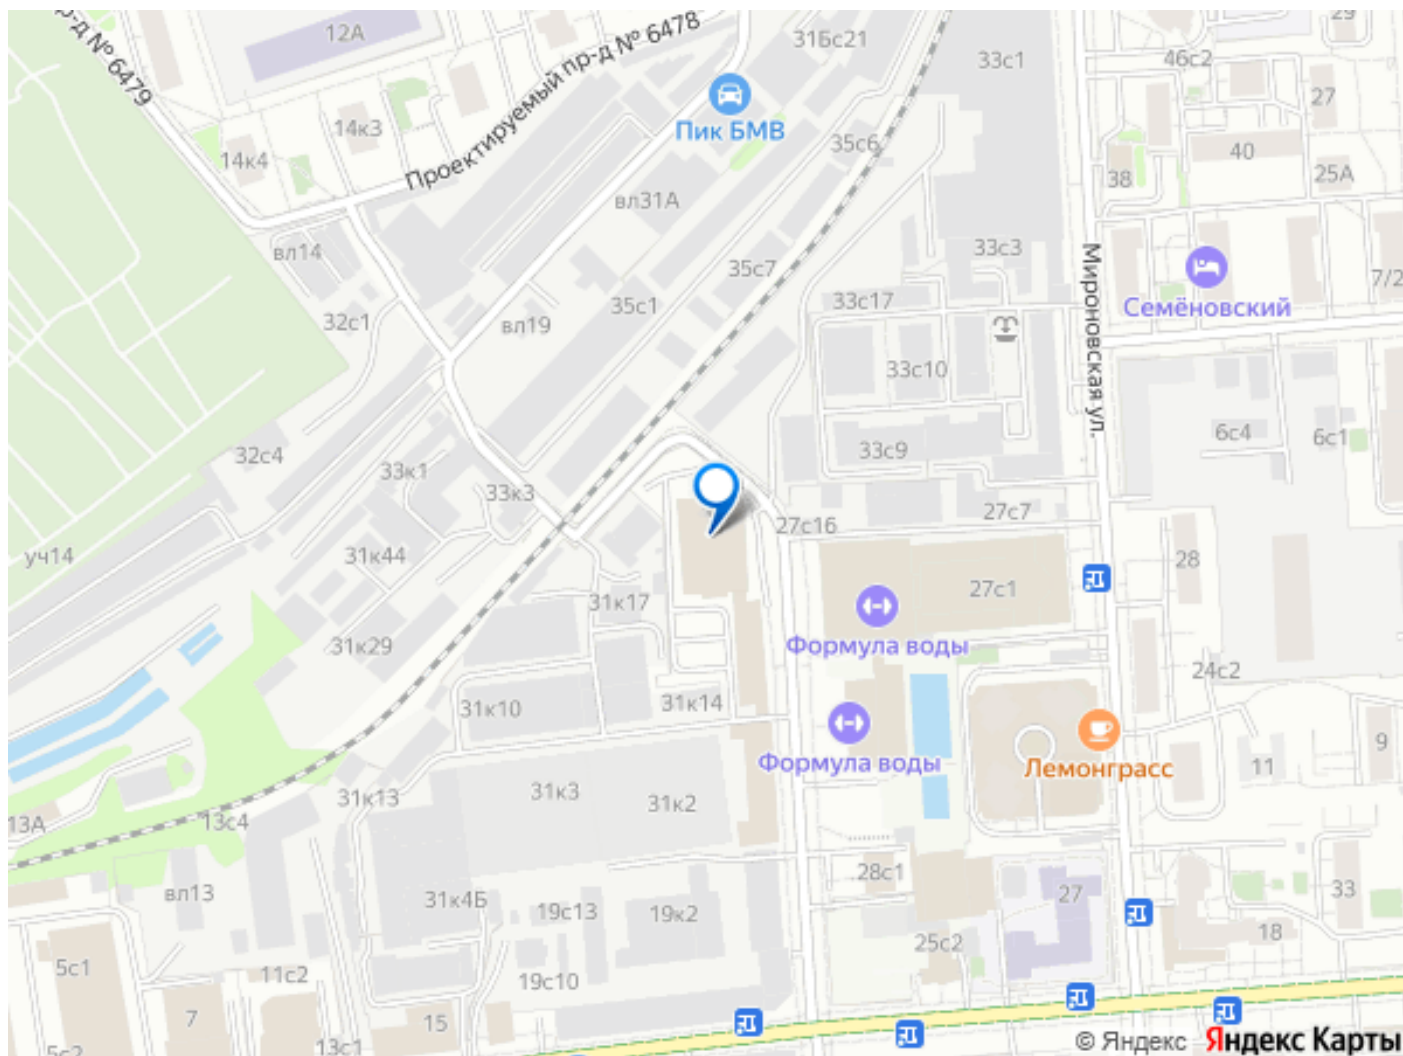 12А
31Бс21
29
33с1
46с2
р-д № 6479
Проектируемый пр-д № 6478
Пик БМВ
27
14к3
35с6
40
14к4
38
25А
вл31А
Мироновская ул.
вл14
33с3
35с7
7/2
33с17
35с1
Семёновский
32с1
вл19
33с10
6с4
6с1
32с4
33с9
33к1
33к3
27с7
27с16
уч14
31к44
28
27с1
31к17
31к29
Формула воды
24с2
31к14
31к10
9
Формула воды
Лемонграсс
11
31к3
31к13
31к2
13А
13с4
28с1
33
вл13
27
31к4Б
19с13
19к2
18
25с2
5с1
11с2
19с10
7
15
13с1
5с2
© Яндекс Яндекс Карты